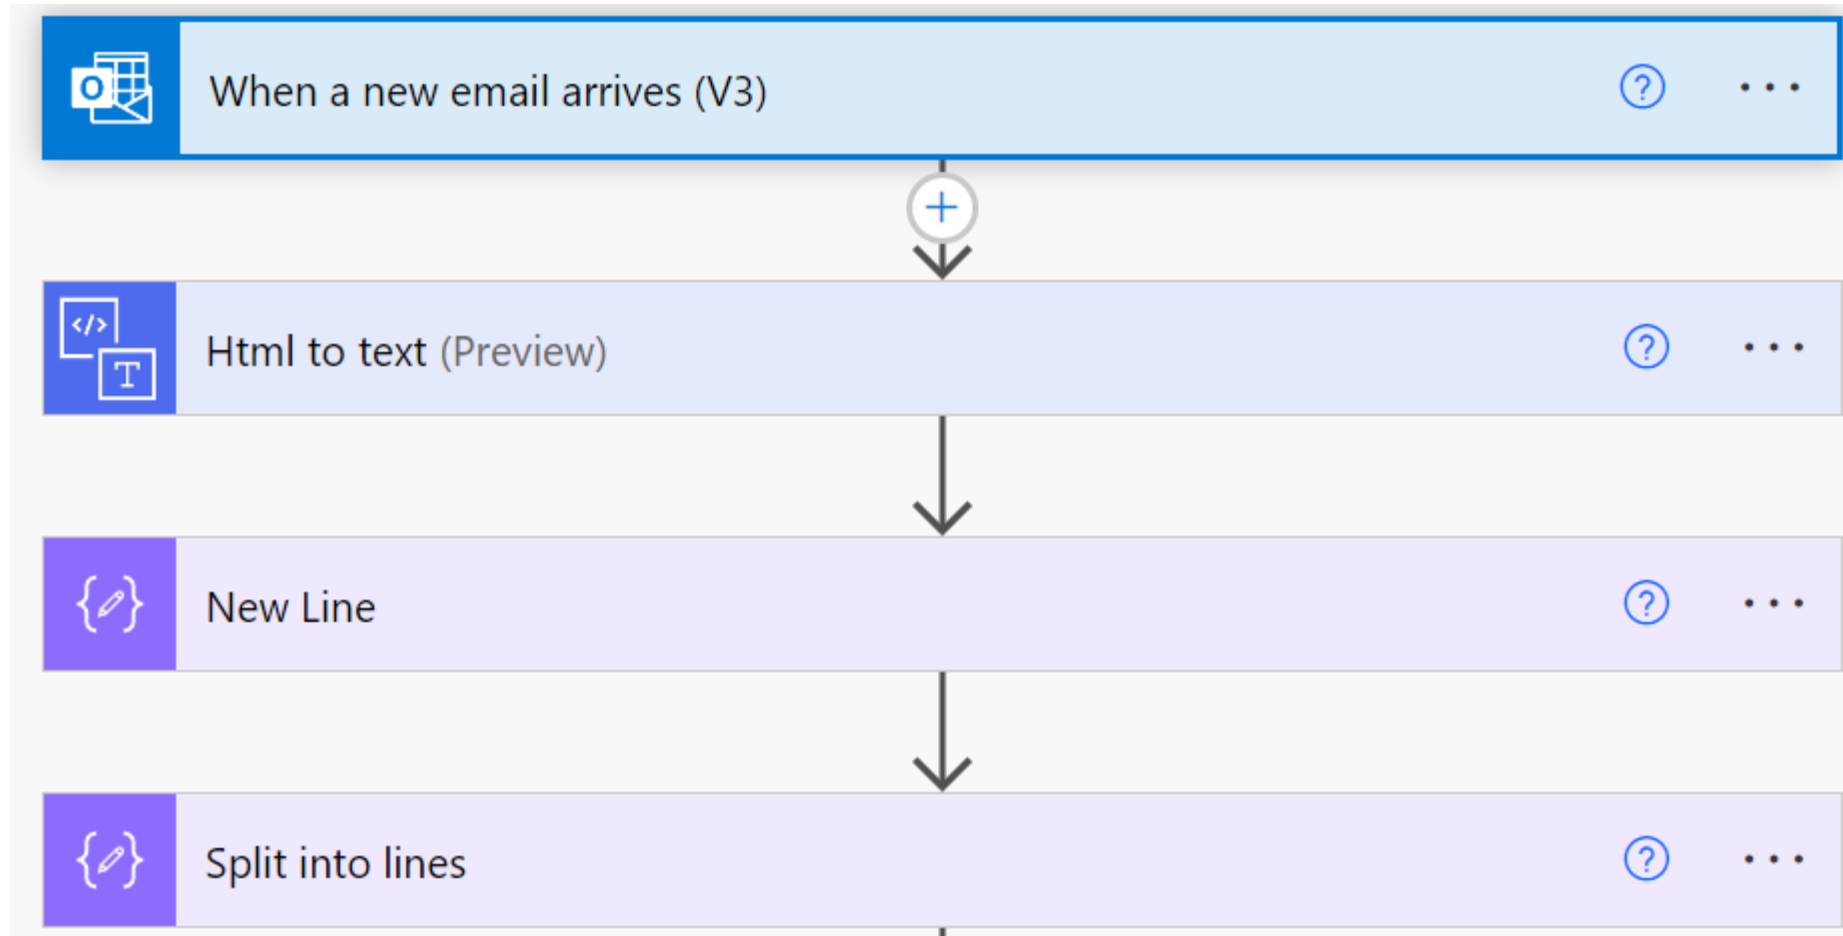 When a new email arrives (V3)
Html to text (Preview)
New Line
Split into lines